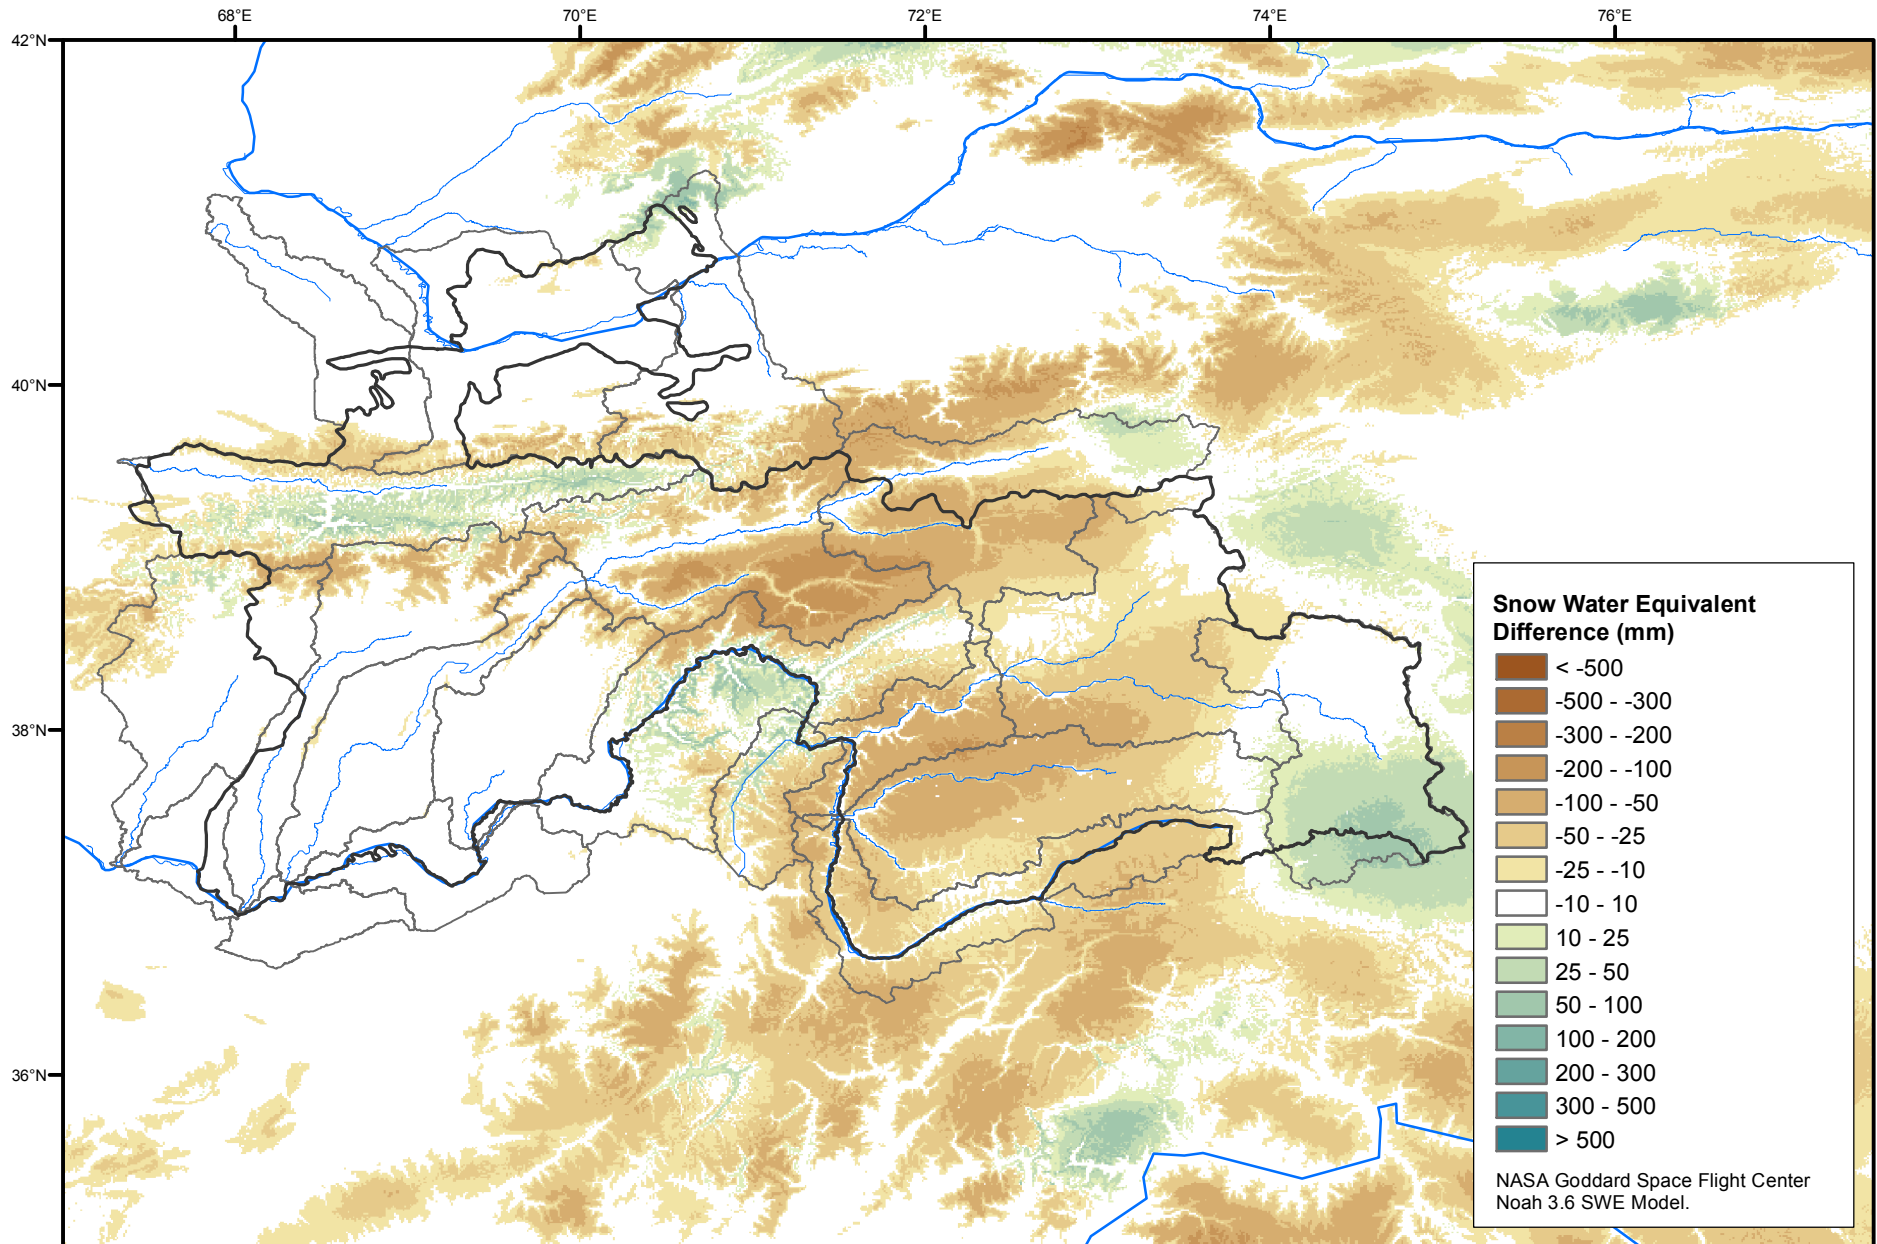 68°E 70°E 72°E 74°E 76°E
42°N
40°N
38°N
36°N
Snow Water Equivalent
Difference (mm)
< -500
-500 - -300
-300 - -200
-200 - -100
-100 - -50
-50 - -25
-25 - -10
-10 - 10
10 - 25
25 - 50
50 - 100
100 - 200
200 - 300
300 - 500
> 500
NASA Goddard Space Flight Center
Noah 3.6 SWE Model.